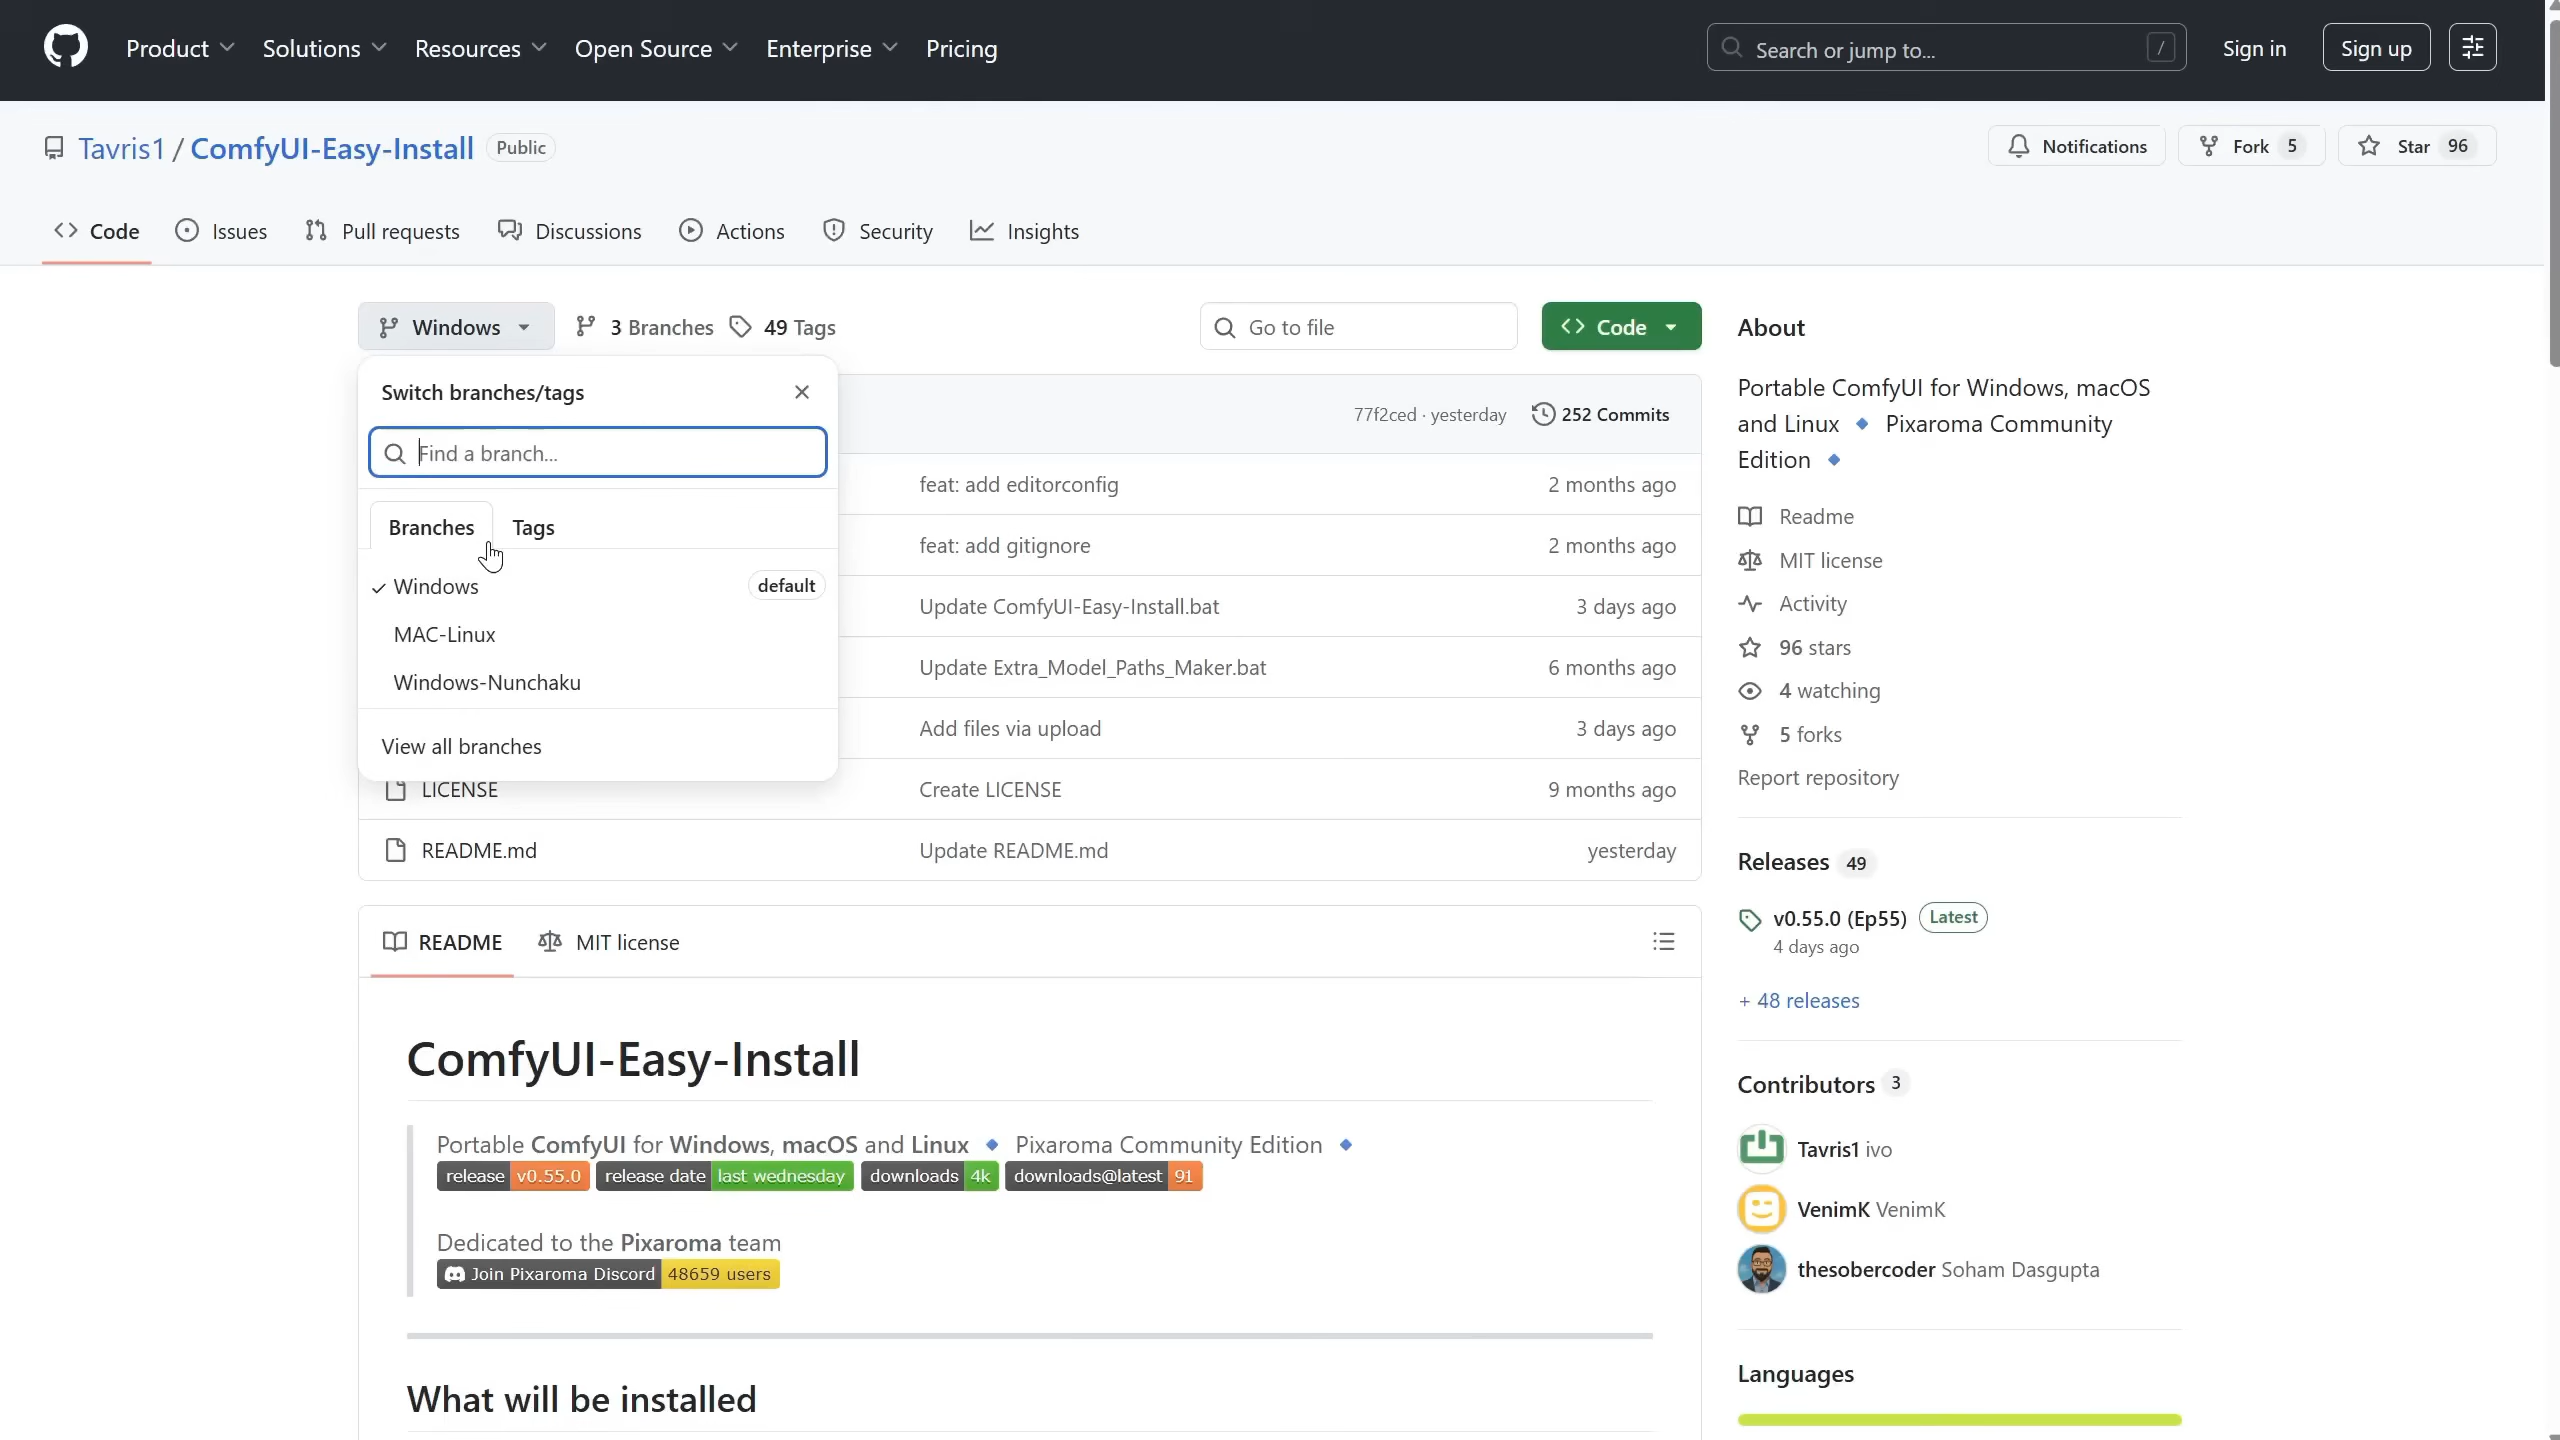 Product Solutions Resources Open Source Enterprise Pricing Search or jump to... / Sign in Sign up
Tavris1 / ComfyUI-Easy-Install Public Notifications Fork 5 Star 96
Code Issues Pull requests Discussions Actions Security Insights
Windows 3 Branches 49 Tags Go to file Code
Switch branches/tags
Find a branch...
Branches Tags
Windows default
MAC-Linux
Windows-Nunchaku
View all branches
77f2ced · yesterday 252 Commits
feat: add editorconfig 2 months ago
feat: add gitignore 2 months ago
Update ComfyUI-Easy-Install.bat 3 days ago
Update Extra_Model_Paths_Maker.bat 6 months ago
Add files via upload 3 days ago
LICENSE Create LICENSE 9 months ago
README.md Update README.md yesterday
README MIT license
ComfyUI-Easy-Install
Portable ComfyUI for Windows, macOS and Linux 🔹 Pixaroma Community Edition 🔹
release v0.55.0 release date last wednesday downloads 4k downloads@latest 91
Dedicated to the Pixaroma team
Join Pixaroma Discord 48659 users
What will be installed
About
Portable ComfyUI for Windows, macOS
and Linux 🔹 Pixaroma Community
Edition 🔹
Readme
MIT license
Activity
96 stars
4 watching
5 forks
Report repository
Releases 49
v0.55.0 (Ep55) Latest
4 days ago
+ 48 releases
Contributors 3
Tavris1 ivo
VenimK VenimK
thesobercoder Soham Dasgupta
Languages